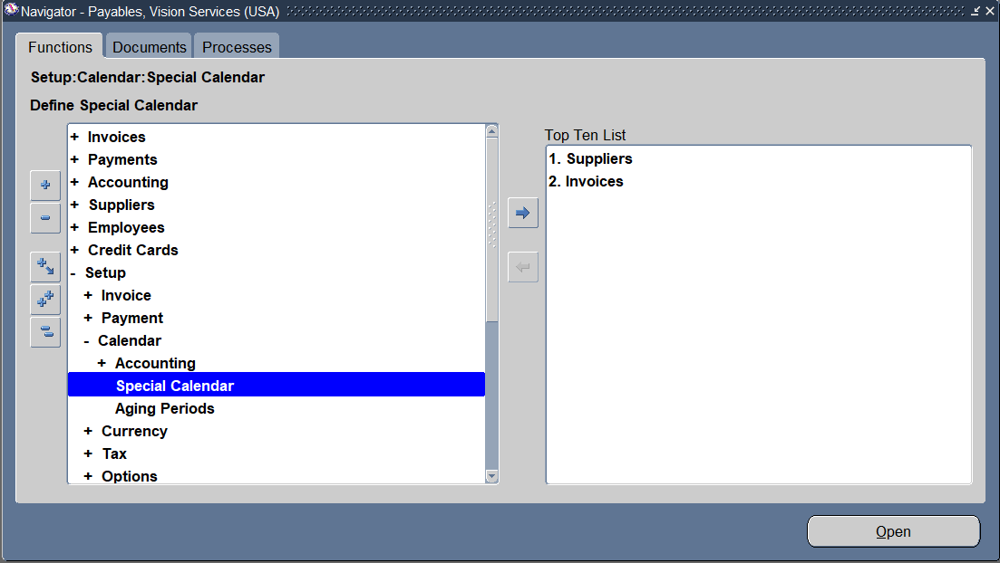 Navigator - Payables, Vision Services (USA)
Functions Documents Processes
Setup:Calendar:Special Calendar
Define Special Calendar
+ Invoices
+ Payments
+ Accounting
+ Suppliers
+ Employees
+ Credit Cards
- Setup
+ Invoice
+ Payment
- Calendar
+ Accounting
Special Calendar
Aging Periods
+ Currency
+ Tax
+ Options
Top Ten List
1. Suppliers
2. Invoices
Open